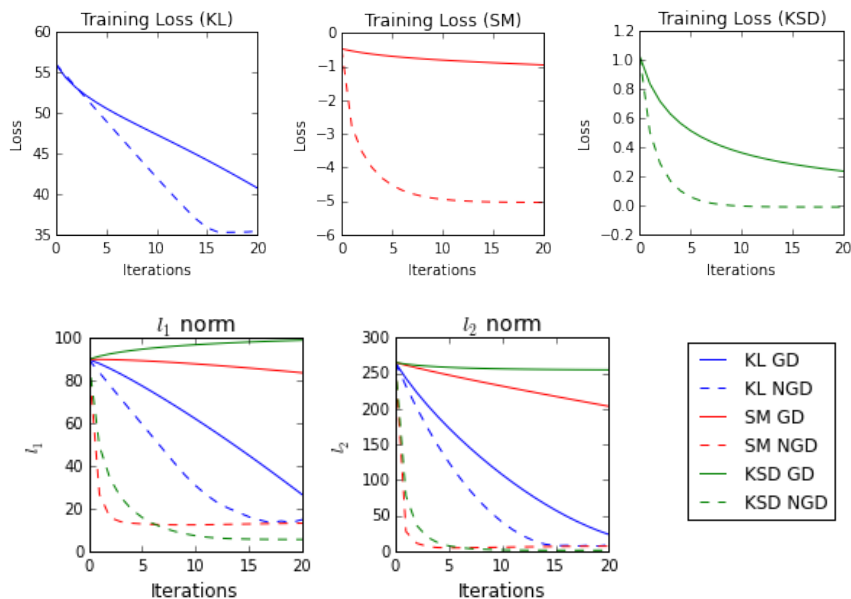 Training Loss (KL)
60
55
50
45
40
35
Loss
0 5 10 15 20
Iterations
Training Loss (SM)
0
−1
−2
−3
−4
−5
−6
Loss
0 5 10 15 20
Iterations
Training Loss (KSD)
1.2
1.0
0.8
0.6
0.4
0.2
0.0
−0.2
Loss
0 5 10 15 20
Iterations
l₁ norm
100
80
60
40
20
0
l₁
0 5 10 15 20
Iterations
l₂ norm
300
250
200
150
100
50
0
l₂
0 5 10 15 20
Iterations
KL GD
KL NGD
SM GD
SM NGD
KSD GD
KSD NGD